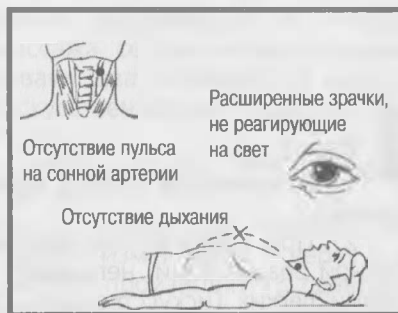 Расширенные зрачки,
не реагирующие
на свет
Отсутствие пульса
на сонной артерии
Отсутствие дыхания